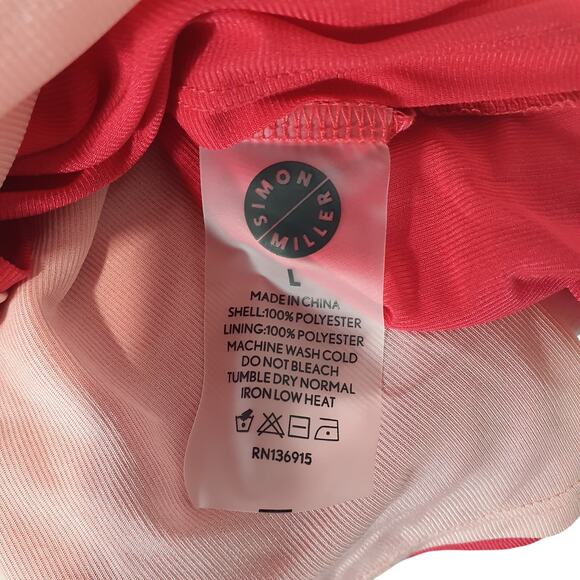 SIMON
MILLER
L
MADE IN CHINA
SHELL:100% POLYESTER
LINING:100% POLYESTER
MACHINE WASH COLD
DO NOT BLEACH
TUMBLE DRY NORMAL
IRON LOW HEAT
RN136915